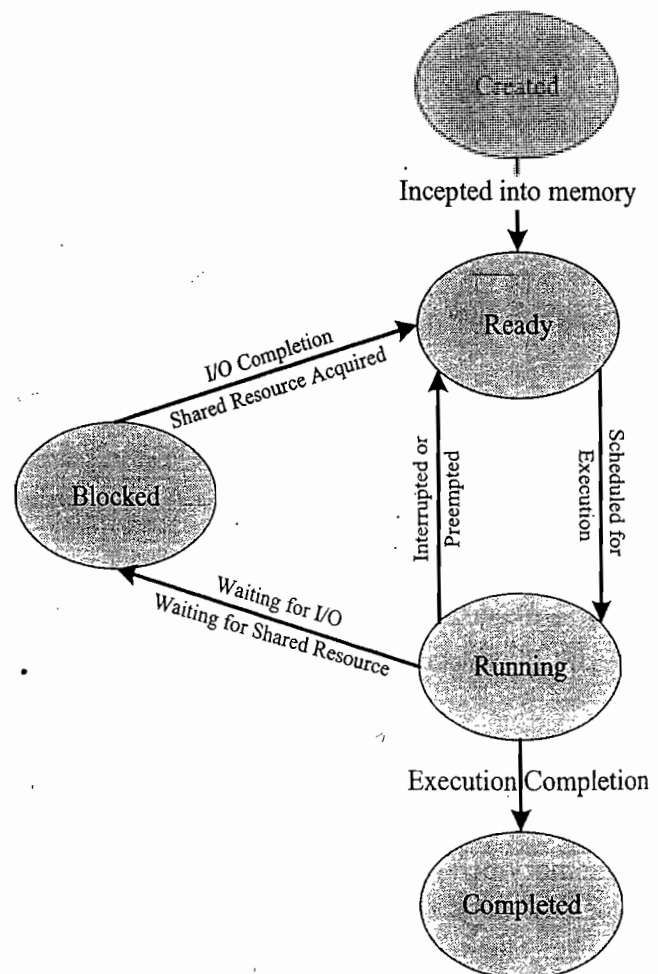 Created
Incepted into memory
Ready
I/O Completion
Shared Resource Acquired
Blocked
Interrupted or
Preempted
Scheduled for
Execution
Waiting for I/O
Waiting for Shared Resource
Running
Execution Completion
Completed